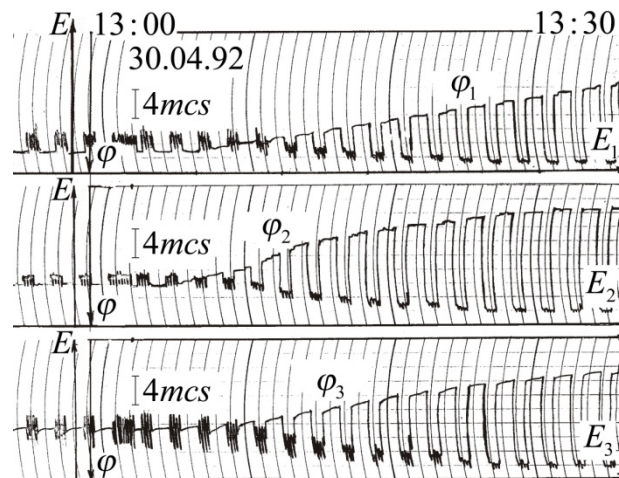 E 13:00 13:30
30.04.92
4mcs φ₁
φ E₁
E
4mcs φ₂
φ E₂
E
4mcs φ₃
φ E₃